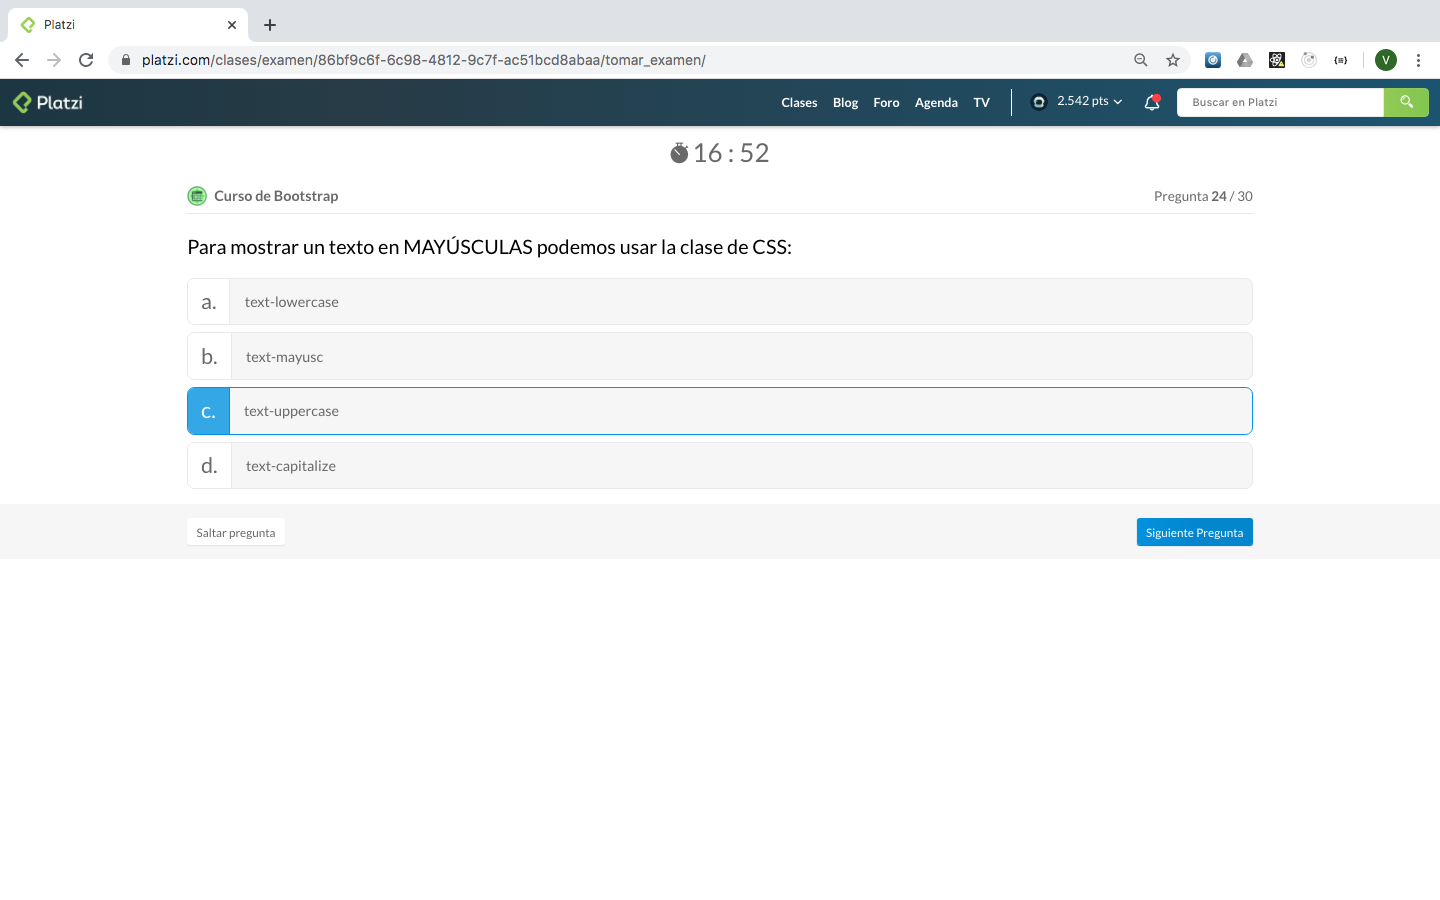 Platzi
platzi.com/clases/examen/86bf9c6f-6c98-4812-9c7f-ac51bcd8abaa/tomar_examen/
V
Platzi
Clases Blog Foro Agenda TV
2.542 pts
Buscar en Platzi
16 : 52
Curso de Bootstrap
Pregunta 24 / 30
Para mostrar un texto en MAYÚSCULAS podemos usar la clase de CSS:
a. text-lowercase
b. text-mayusc
c. text-uppercase
d. text-capitalize
Saltar pregunta
Siguiente Pregunta